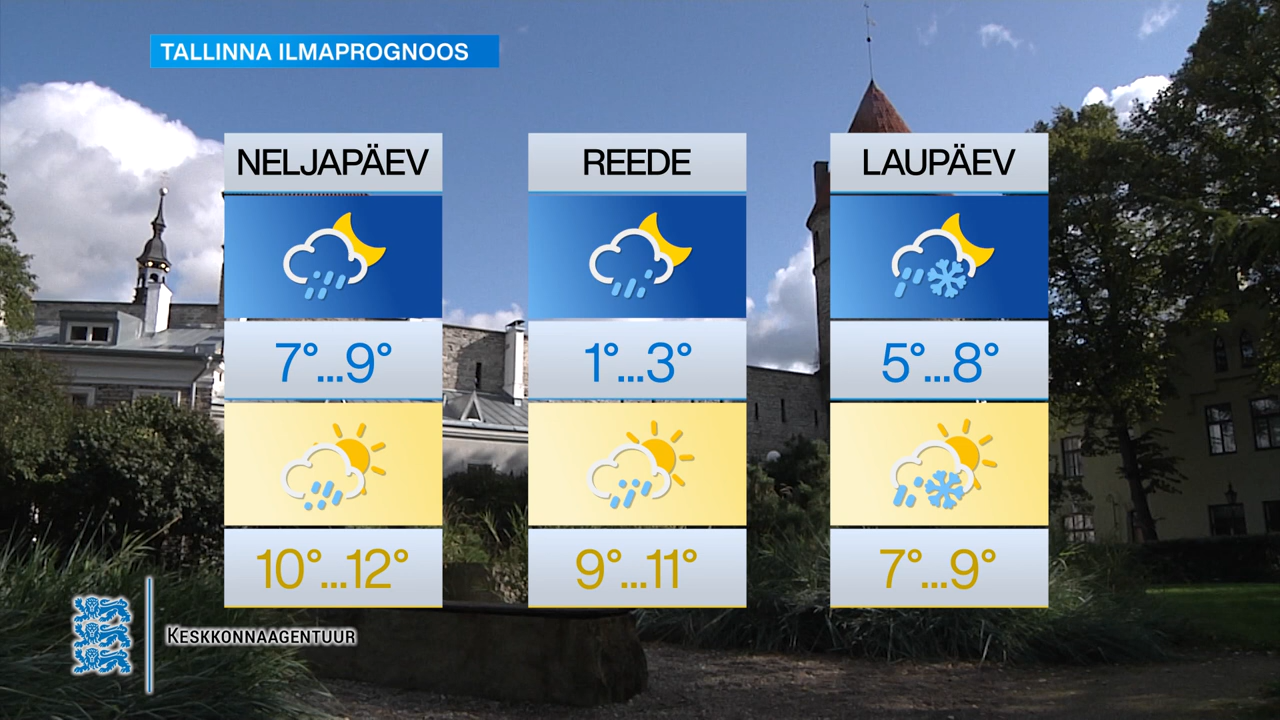 TALLINNA ILMAPROGNOOS
NELJAPÄEV
7°...9°
10°...12°
REEDE
1°...3°
9°...11°
LAUPÄEV
5°...8°
7°...9°
KESKKONNAAGENTUUR